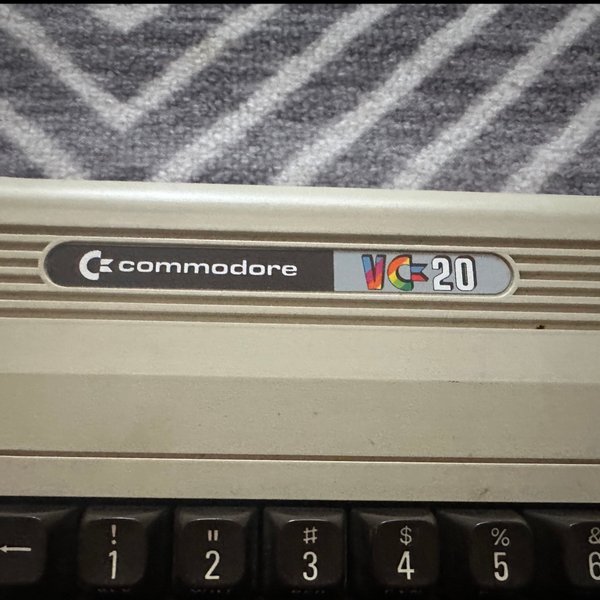 commodore VC20
← ! " # $ % &
1 2 3 4 5 6